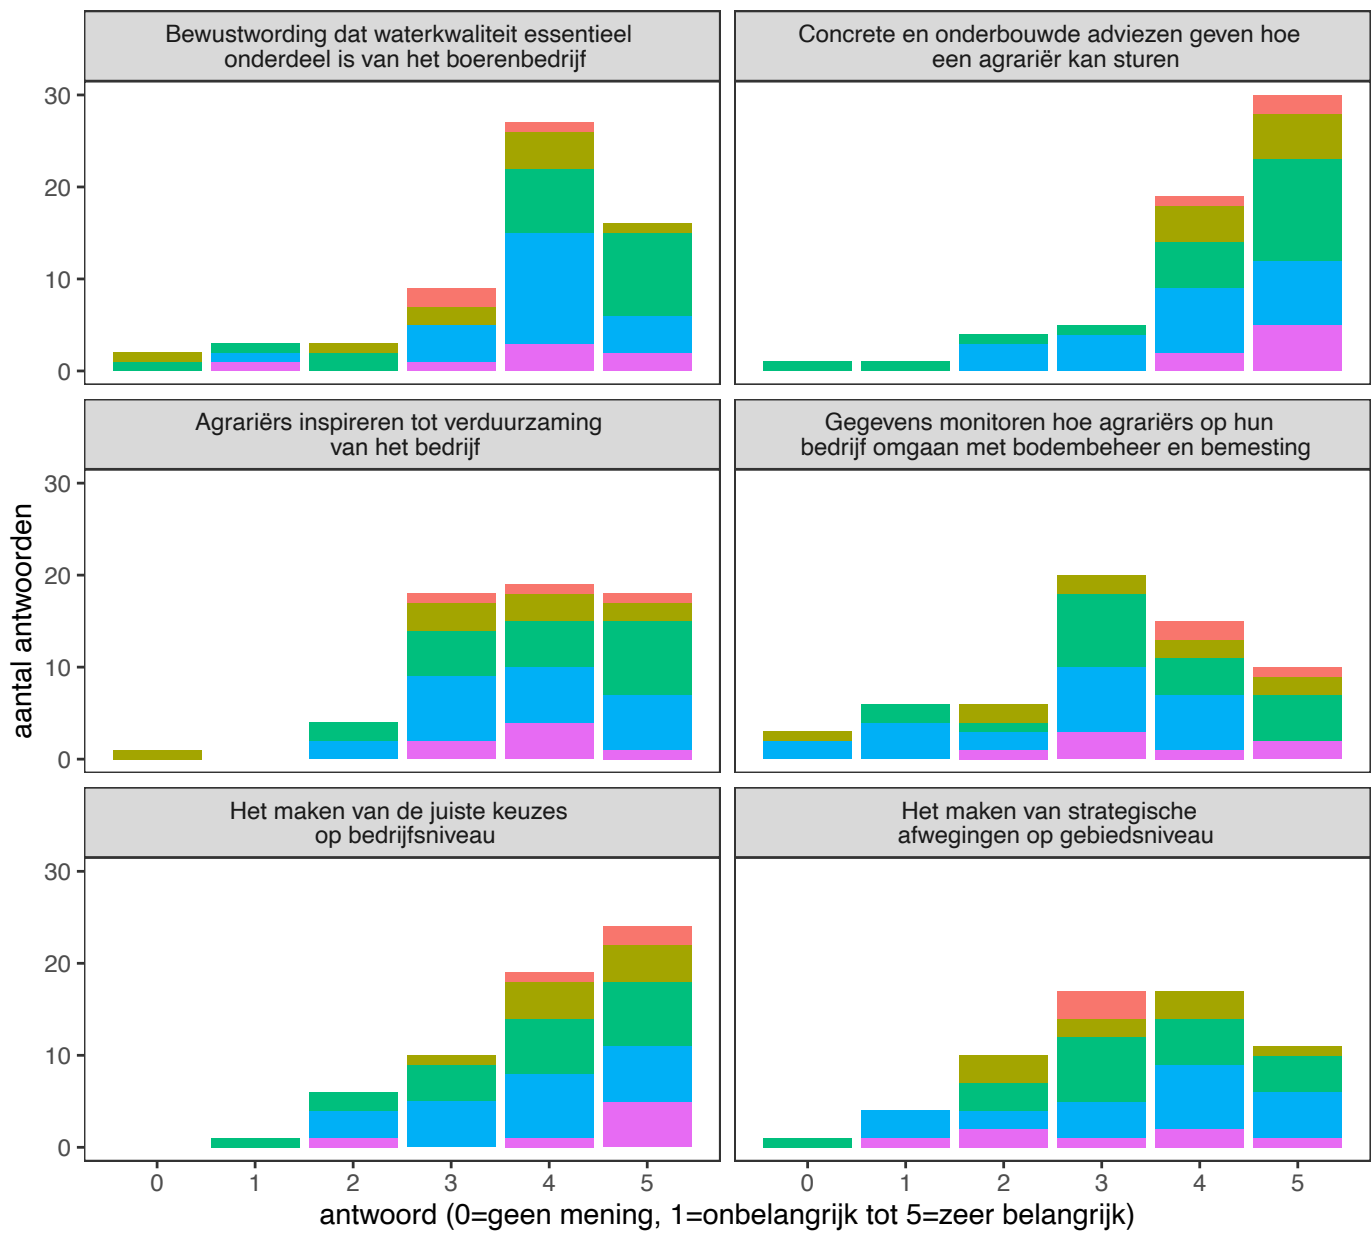 Bewustwording dat waterkwaliteit essentieel
onderdeel is van het boerenbedrijf
Concrete en onderbouwde adviezen geven hoe
een agrariër kan sturen
30
20
10
0
Agrariërs inspireren tot verduurzaming
van het bedrijf
Gegevens monitoren hoe agrariërs op hun
bedrijf omgaan met bodembeheer en bemesting
30
20
10
0
aantal antwoorden
Het maken van de juiste keuzes
op bedrijfsniveau
Het maken van strategische
afwegingen op gebiedsniveau
30
20
10
0
0 1 2 3 4 5
0 1 2 3 4 5
antwoord (0=geen mening, 1=onbelangrijk tot 5=zeer belangrijk)